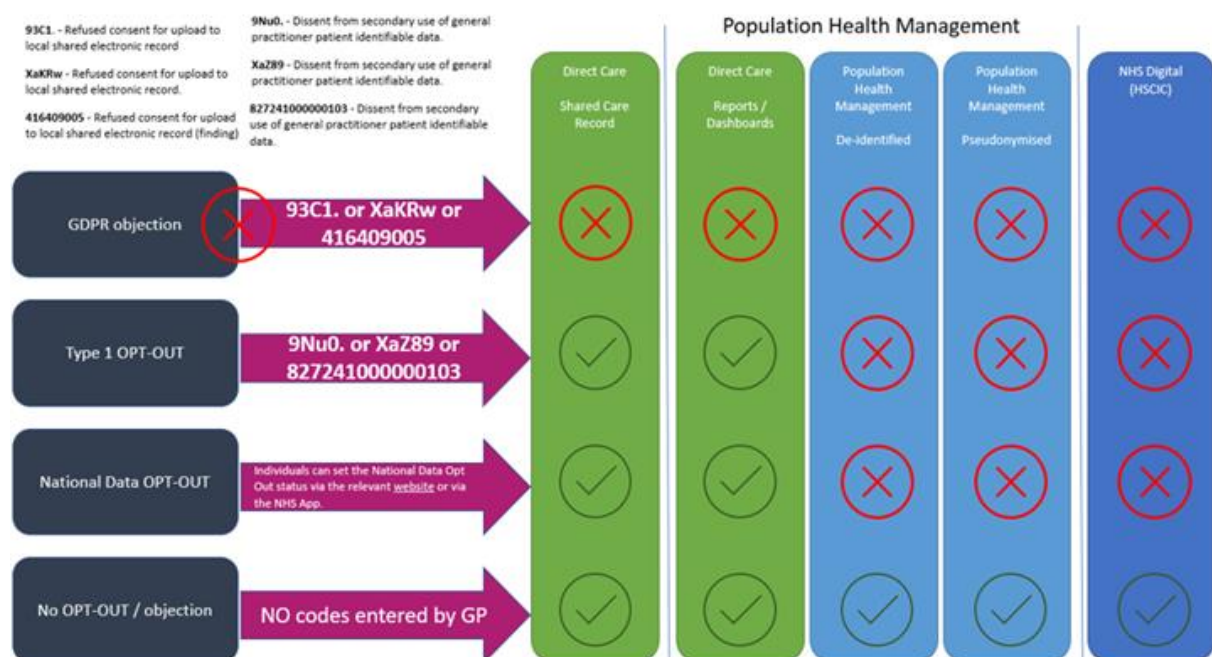 93C1. - Refused consent for upload to
local shared electronic record
XaKRw - Refused consent for upload to
local shared electronic record.
416409005 - Refused consent for upload
to local shared electronic record (finding)
9Nu0. - Dissent from secondary use of general
practitioner patient identifiable data.
XaZ89 - Dissent from secondary use of general
practitioner patient identifiable data.
827241000000103 - Dissent from secondary
use of general practitioner patient identifiable
data.
Population Health Management
Direct Care
Shared Care
Record
Direct Care
Reports /
Dashboards
Population
Health
Management
De-Identified
Population
Health
Management
Pseudonymised
NHS Digital
(HSCIC)
GDPR objection
93C1. or XaKRw or
416409005
Type 1 OPT-OUT
9Nu0. or XaZ89 or
827241000000103
National Data OPT-OUT
Individuals can set the National Data Opt
Out status via the relevant website or via
the NHS App.
No OPT-OUT / objection
NO codes entered by GP